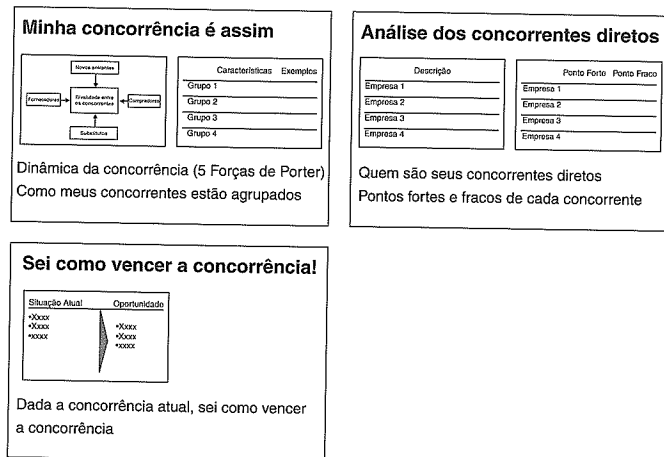 Minha concorrência é assim
Novos entrantes
Fornecedores
Rivalidade entre
os concorrentes
Compradores
Substitutos
Características Exemplos
Grupo 1
Grupo 2
Grupo 3
Grupo 4
Dinâmica da concorrência (5 Forças de Porter)
Como meus concorrentes estão agrupados
Análise dos concorrentes diretos
Descrição
Empresa 1
Empresa 2
Empresa 3
Empresa 4
Ponto Forte Ponto Fraco
Empresa 1
Empresa 2
Empresa 3
Empresa 4
Quem são seus concorrentes diretos
Pontos fortes e fracos de cada concorrente
Sei como vencer a concorrência!
Situação Atual
•Xxxx
•Xxxx
•xxxx
Oportunidade
•Xxxx
•Xxxx
•xxxx
Dada a concorrência atual, sei como vencer
a concorrência